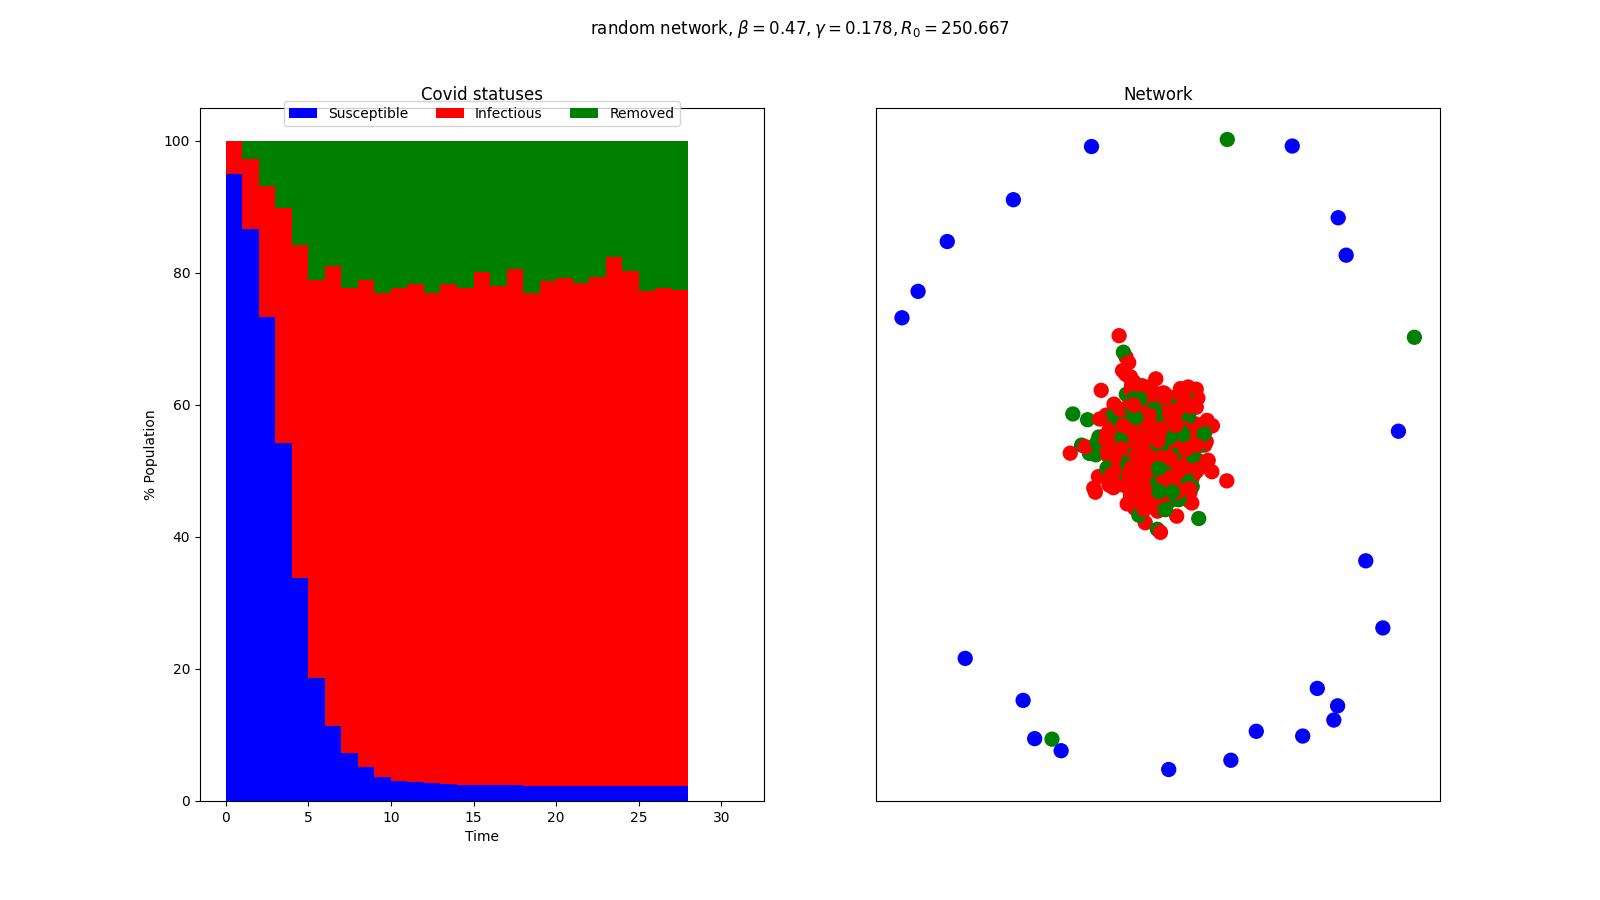 random network, β = 0.47, γ = 0.178, R₀ = 250.667
Covid statuses
Susceptible Infectious Removed
100
80
60
40
20
0
% Population
0 5 10 15 20 25 30
Time
Network